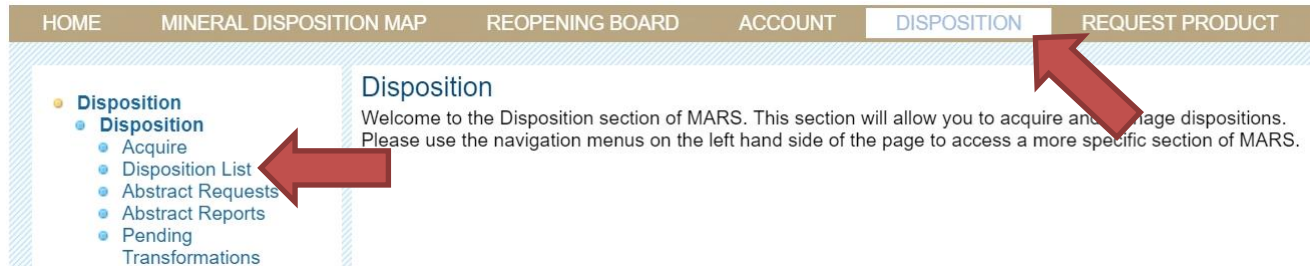 HOME MINERAL DISPOSITION MAP REOPENING BOARD ACCOUNT DISPOSITION REQUEST PRODUCT
Disposition
Disposition
Acquire
Disposition List
Abstract Requests
Abstract Reports
Pending
Transformations
Disposition
Welcome to the Disposition section of MARS. This section will allow you to acquire and manage dispositions.
Please use the navigation menus on the left hand side of the page to access a more specific section of MARS.